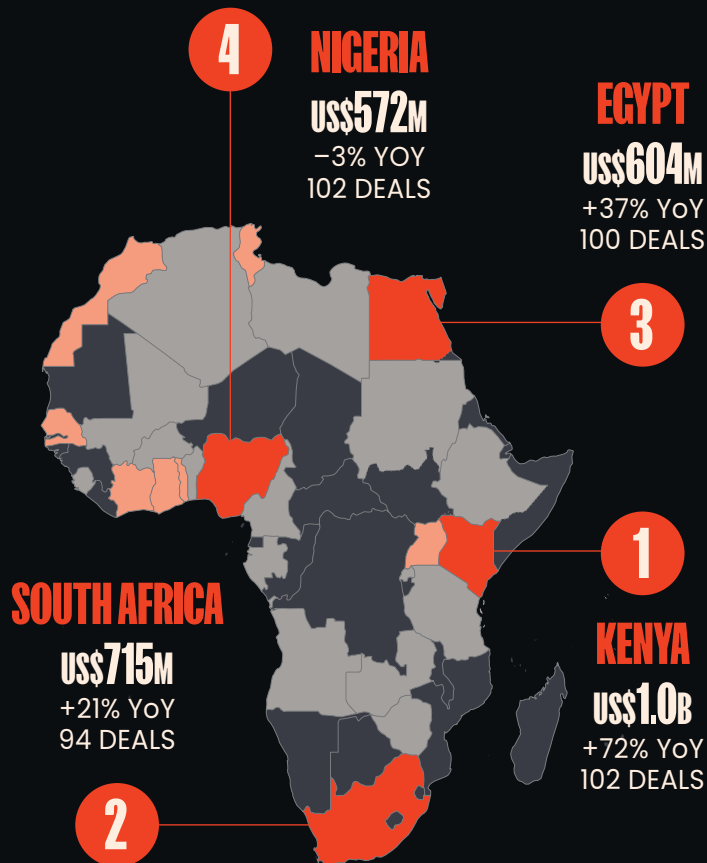 4
NIGERIA
US$572M
–3% YOY
102 DEALS
EGYPT
US$604M
+37% YoY
100 DEALS
3
1
KENYA
US$1.0B
+72% YoY
102 DEALS
SOUTH AFRICA
US$715M
+21% YoY
94 DEALS
2